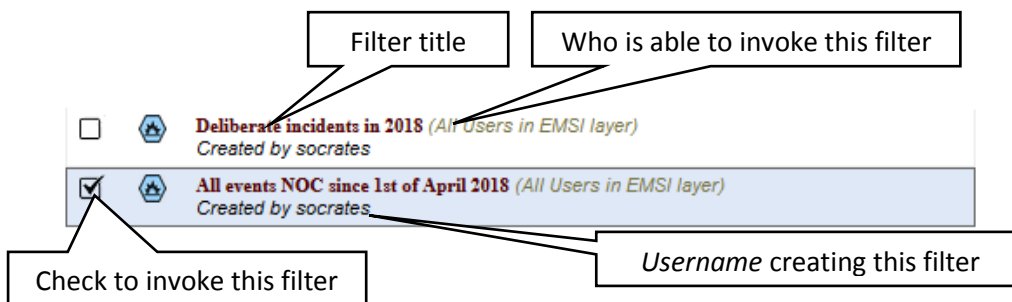 Filter title
Who is able to invoke this filter
Deliberate incidents in 2018 (All Users in EMSI layer)
Created by socrates
All events NOC since 1st of April 2018 (All Users in EMSI layer)
Created by socrates
Username creating this filter
Check to invoke this filter